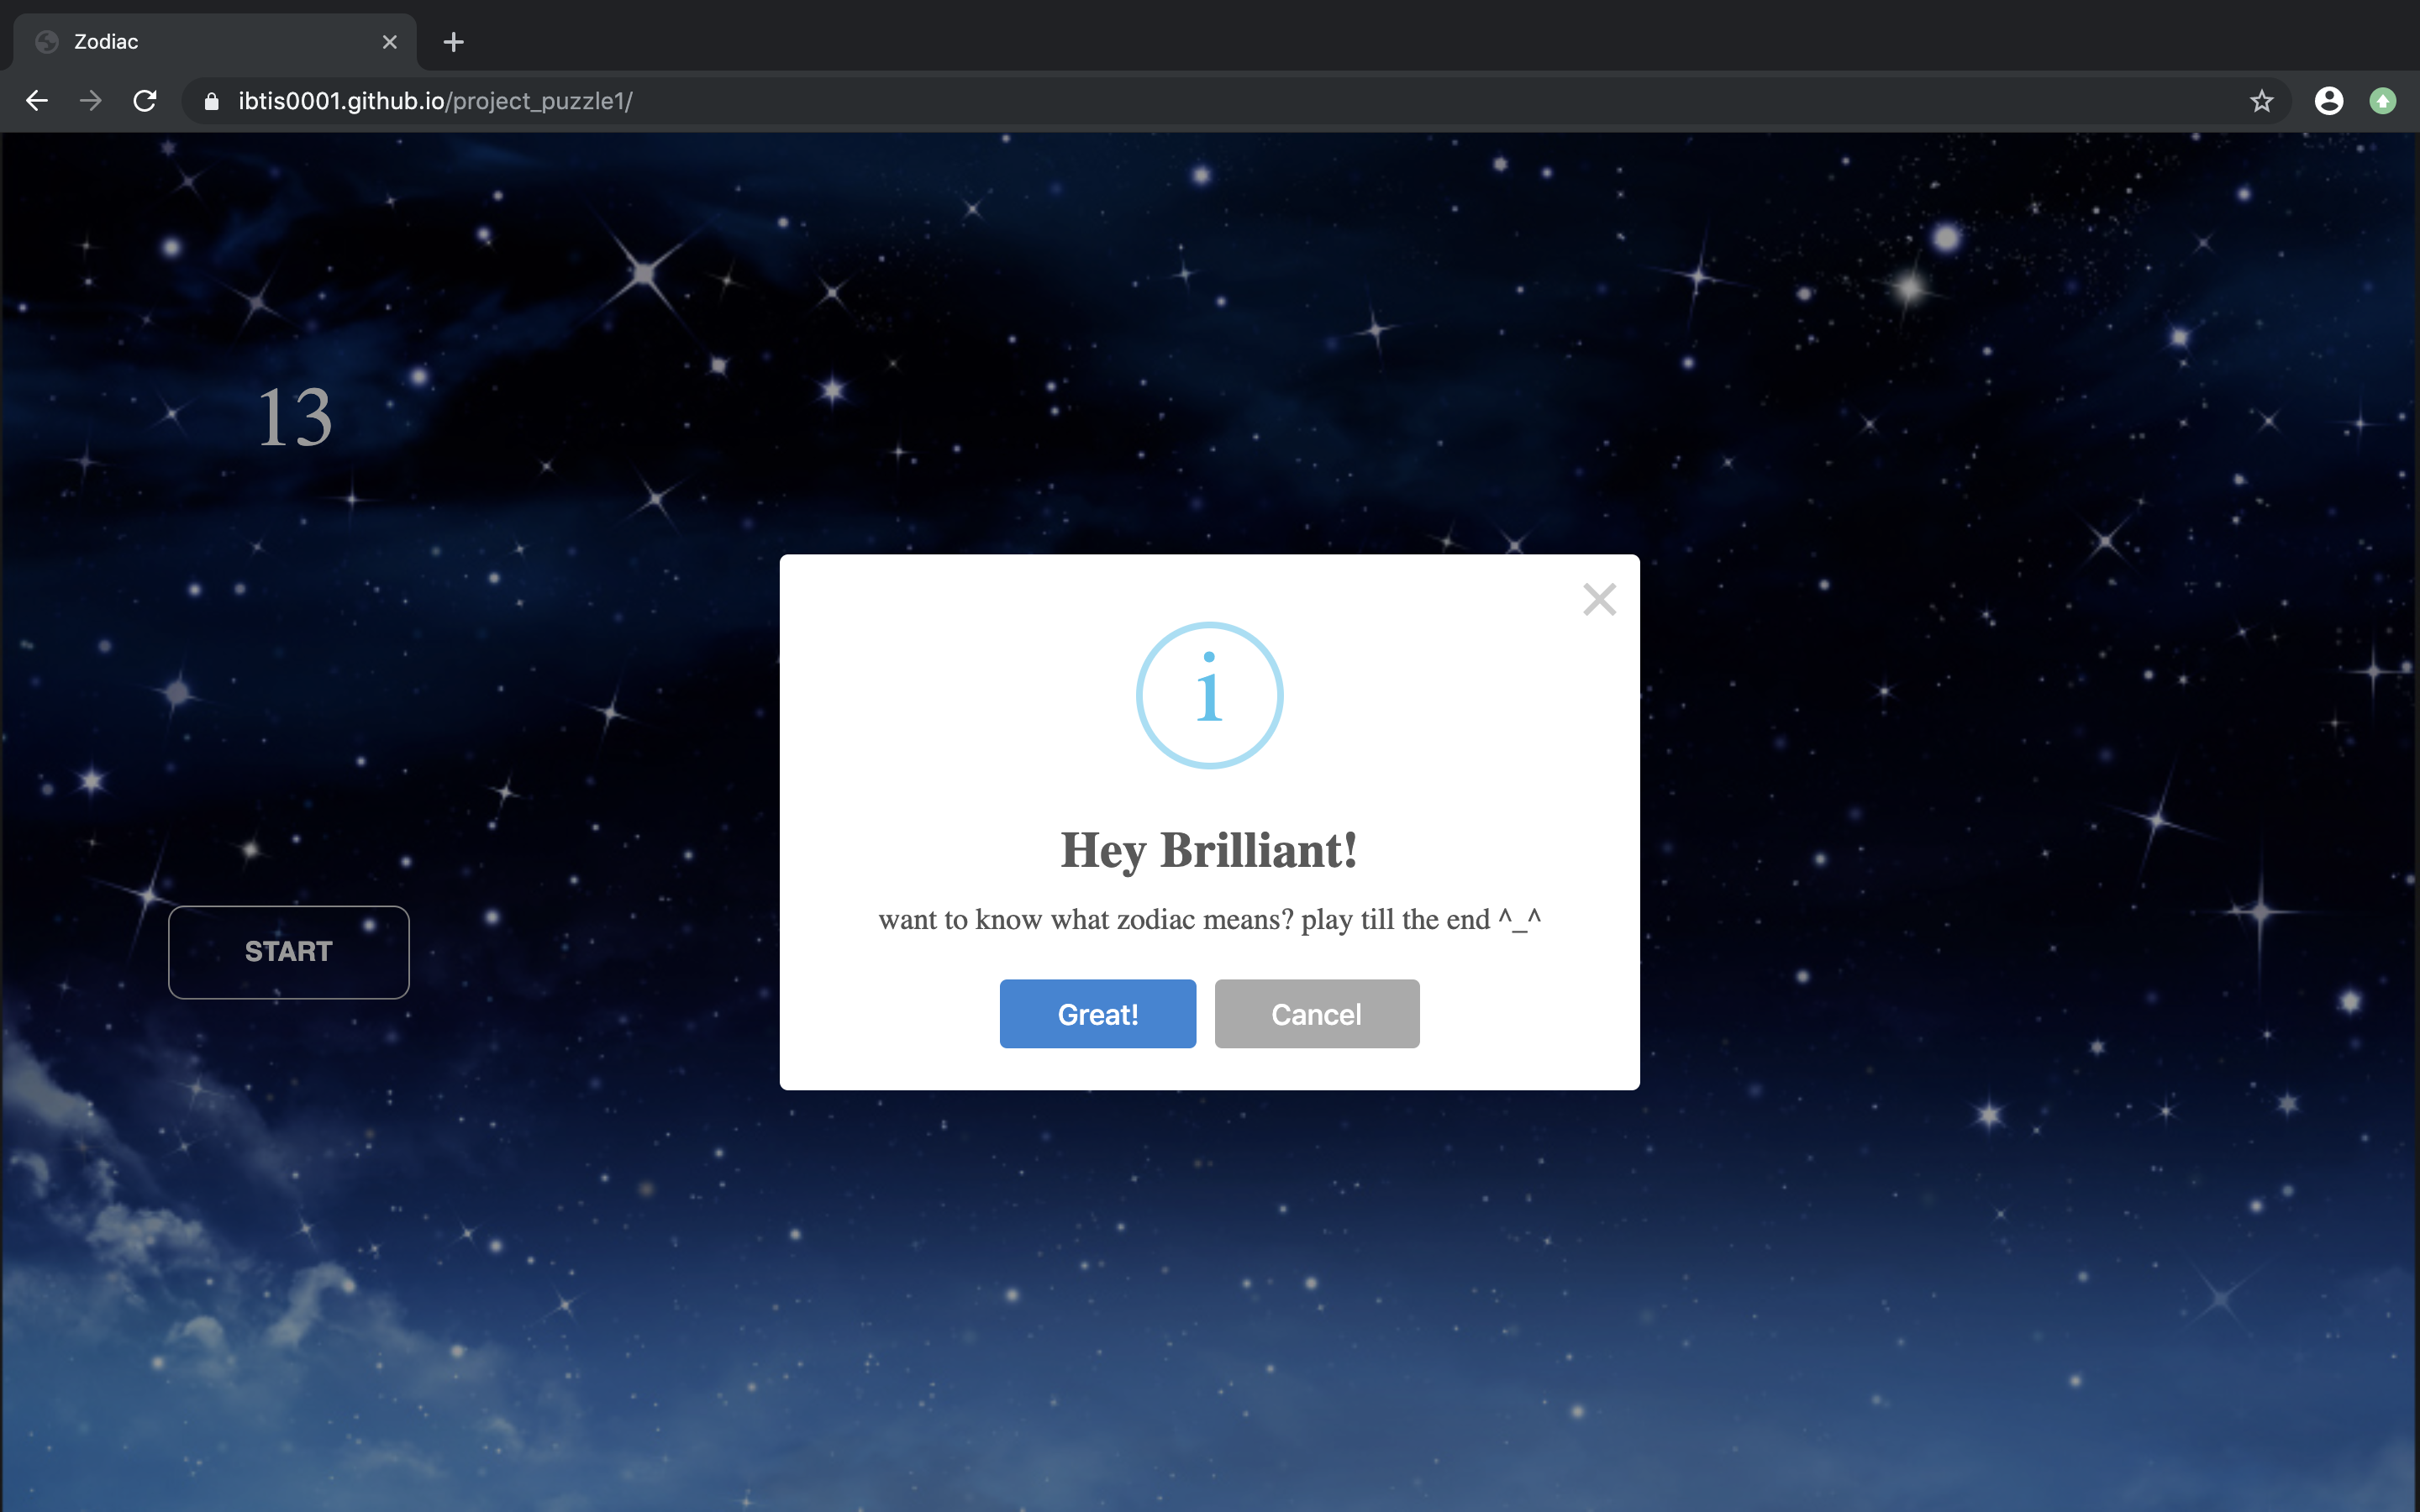 Zodiac
ibtis0001.github.io/project_puzzle1/
13
i
Hey Brilliant!
want to know what zodiac means? play till the end ^_^
START
Great! Cancel